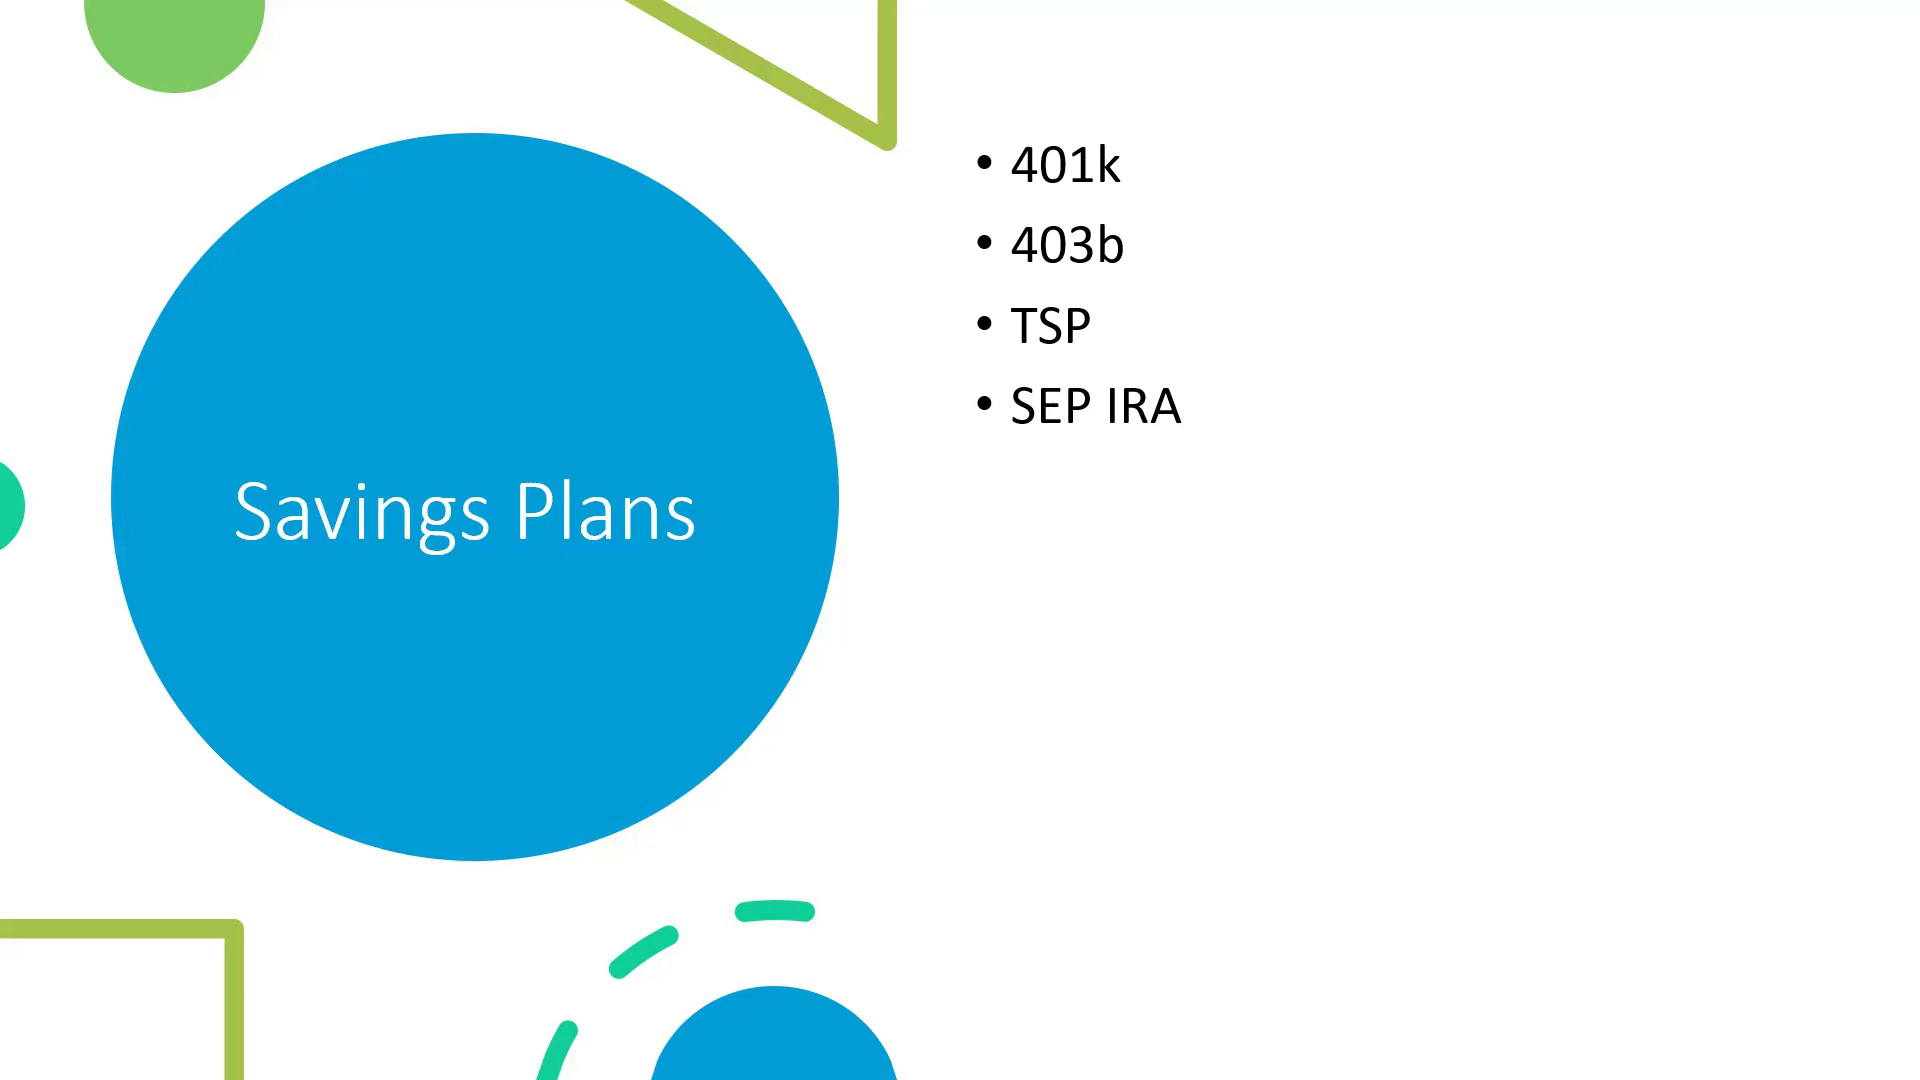 Savings Plans
• 401k
• 403b
• TSP
• SEP IRA